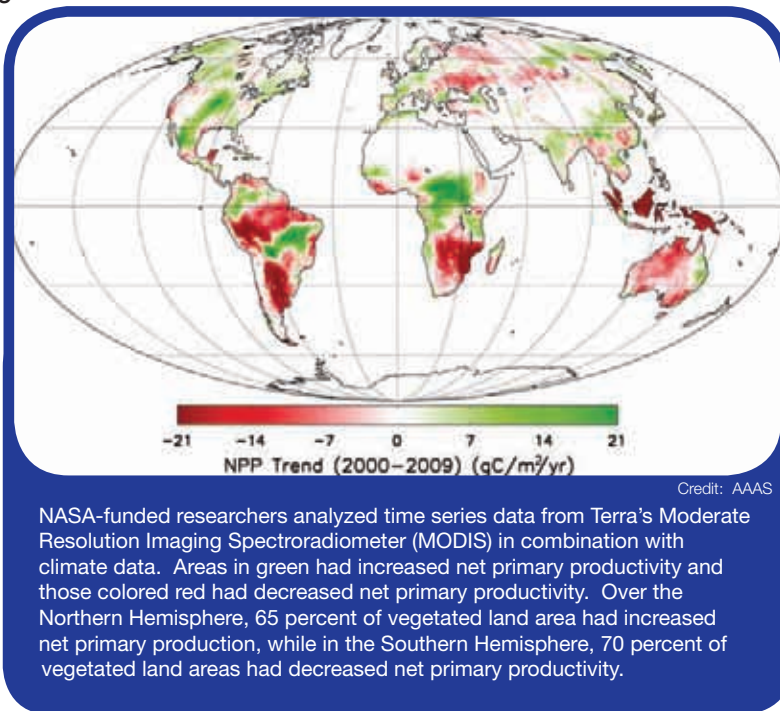 -21 -14 -7 0 7 14 21
NPP Trend (2000-2009) (gC/m²/yr)
Credit: AAAS
NASA-funded researchers analyzed time series data from Terra's Moderate
Resolution Imaging Spectroradiometer (MODIS) in combination with
climate data. Areas in green had increased net primary productivity and
those colored red had decreased net primary productivity. Over the
Northern Hemisphere, 65 percent of vegetated land area had increased
net primary production, while in the Southern Hemisphere, 70 percent of
vegetated land areas had decreased net primary productivity.